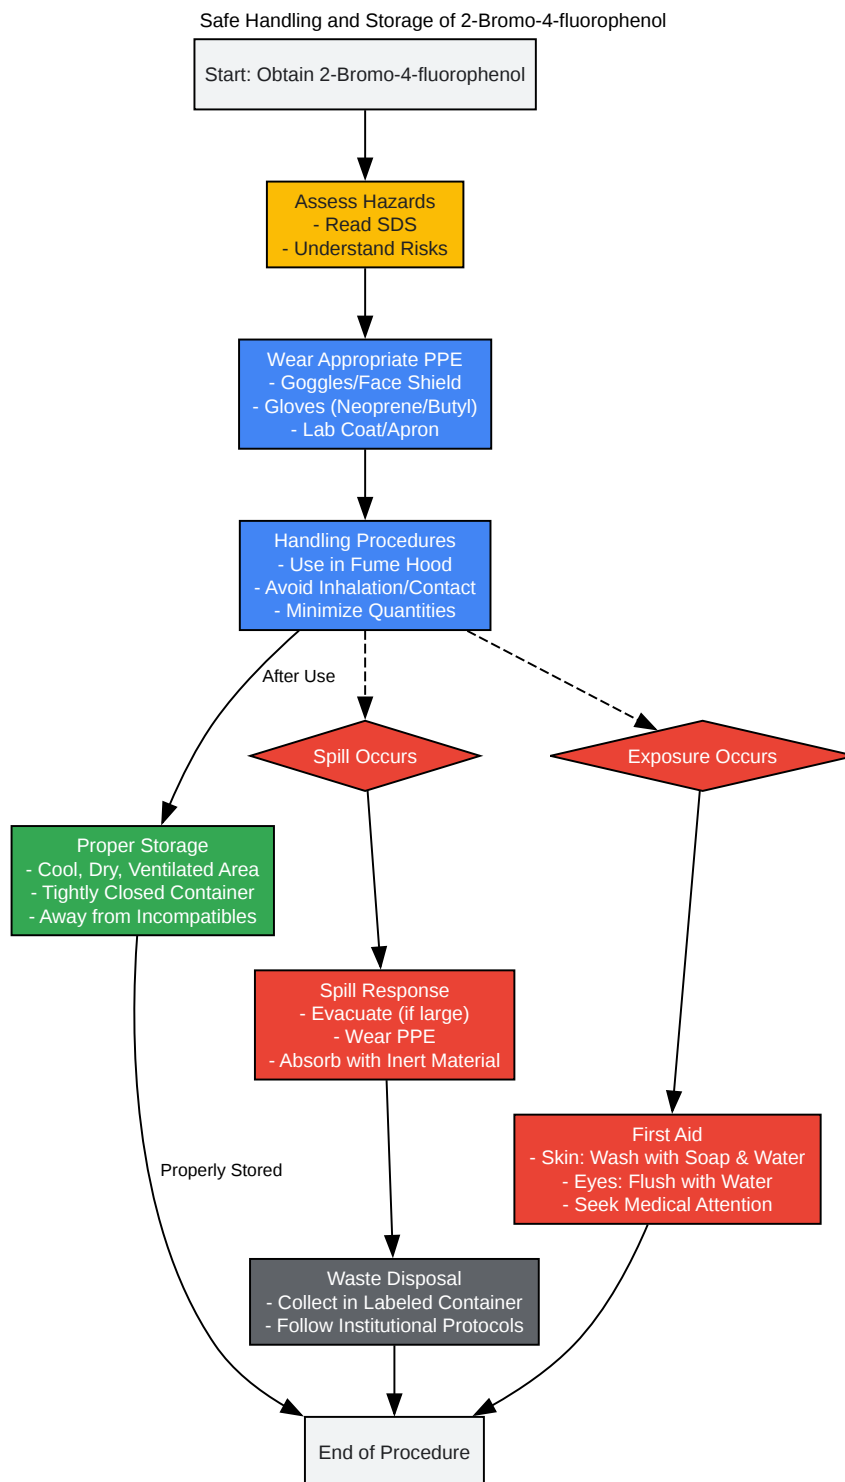 Safe Handling and Storage of 2-Bromo-4-fluorophenol
Start: Obtain 2-Bromo-4-fluorophenol
Assess Hazards
- Read SDS
- Understand Risks
Wear Appropriate PPE
- Goggles/Face Shield
- Gloves (Neoprene/Butyl)
- Lab Coat/Apron
Handling Procedures
- Use in Fume Hood
- Avoid Inhalation/Contact
- Minimize Quantities
After Use
Spill Occurs
Exposure Occurs
Proper Storage
- Cool, Dry, Ventilated Area
- Tightly Closed Container
- Away from Incompatibles
Spill Response
- Evacuate (if large)
- Wear PPE
- Absorb with Inert Material
First Aid
- Skin: Wash with Soap & Water
- Eyes: Flush with Water
- Seek Medical Attention
Properly Stored
Waste Disposal
- Collect in Labeled Container
- Follow Institutional Protocols
End of Procedure